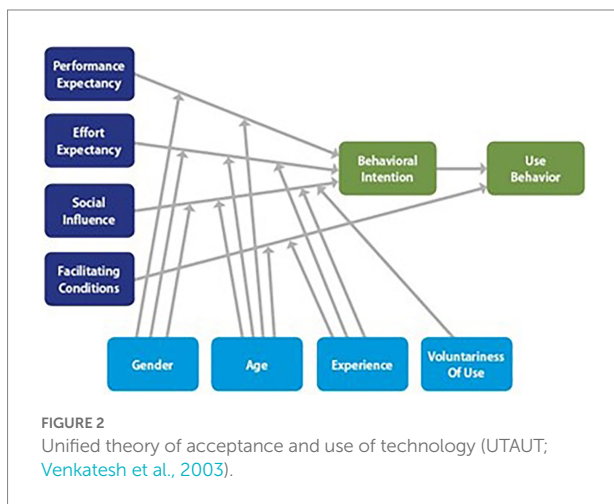 Performance
Expectancy
Effort
Expectancy
Social
Influence
Facilitating
Conditions
Behavioral
Intention
Use
Behavior
Gender
Age
Experience
Voluntariness
Of Use
FIGURE 2
Unified theory of acceptance and use of technology (UTAUT;
Venkatesh et al., 2003).